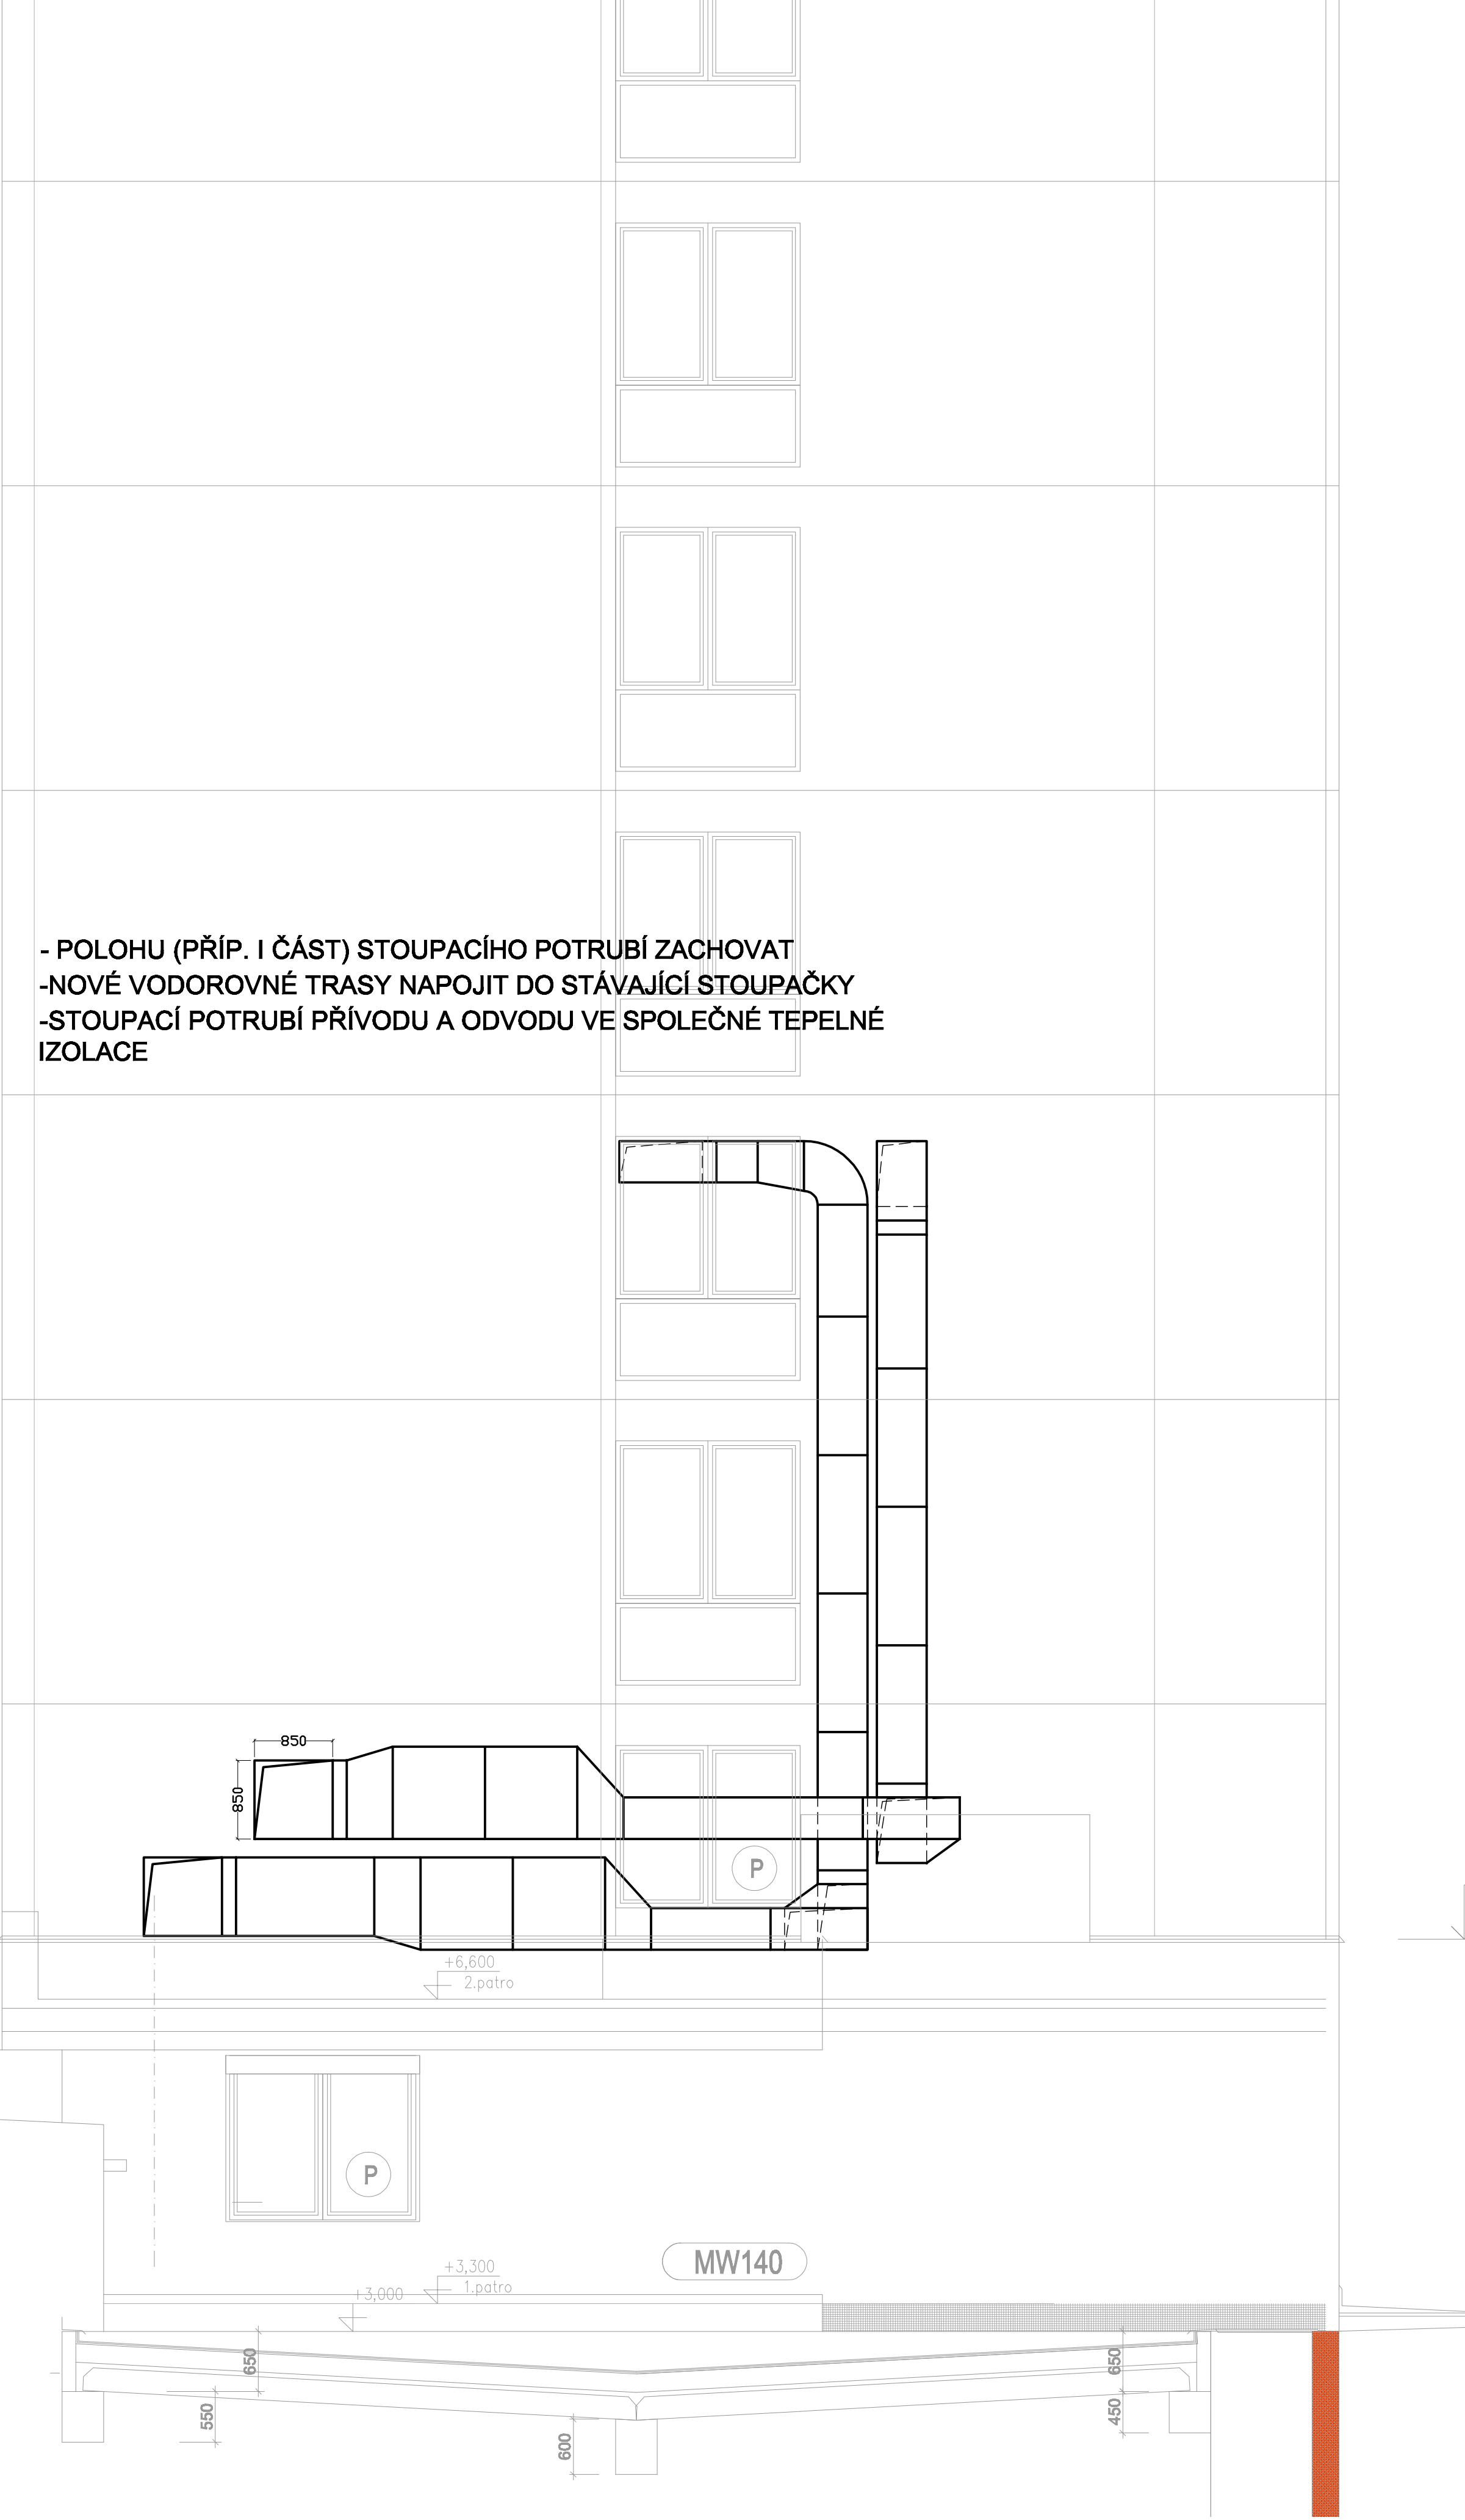 - POLOHU (PŘÍP. I ČÁST) STOUPACÍHO POTRUBÍ ZACHOVAT
-NOVÉ VODOROVNÉ TRASY NAPOJIT DO STÁVAJÍCÍ STOUPAČKY
-STOUPACÍ POTRUBÍ PŘÍVODU A ODVODU VE SPOLEČNÉ TEPELNÉ
IZOLACE
850
850
P
+6,600
2.patro
P
MW140
+3,300
1.patro
+3,000
650
650
550
450
600